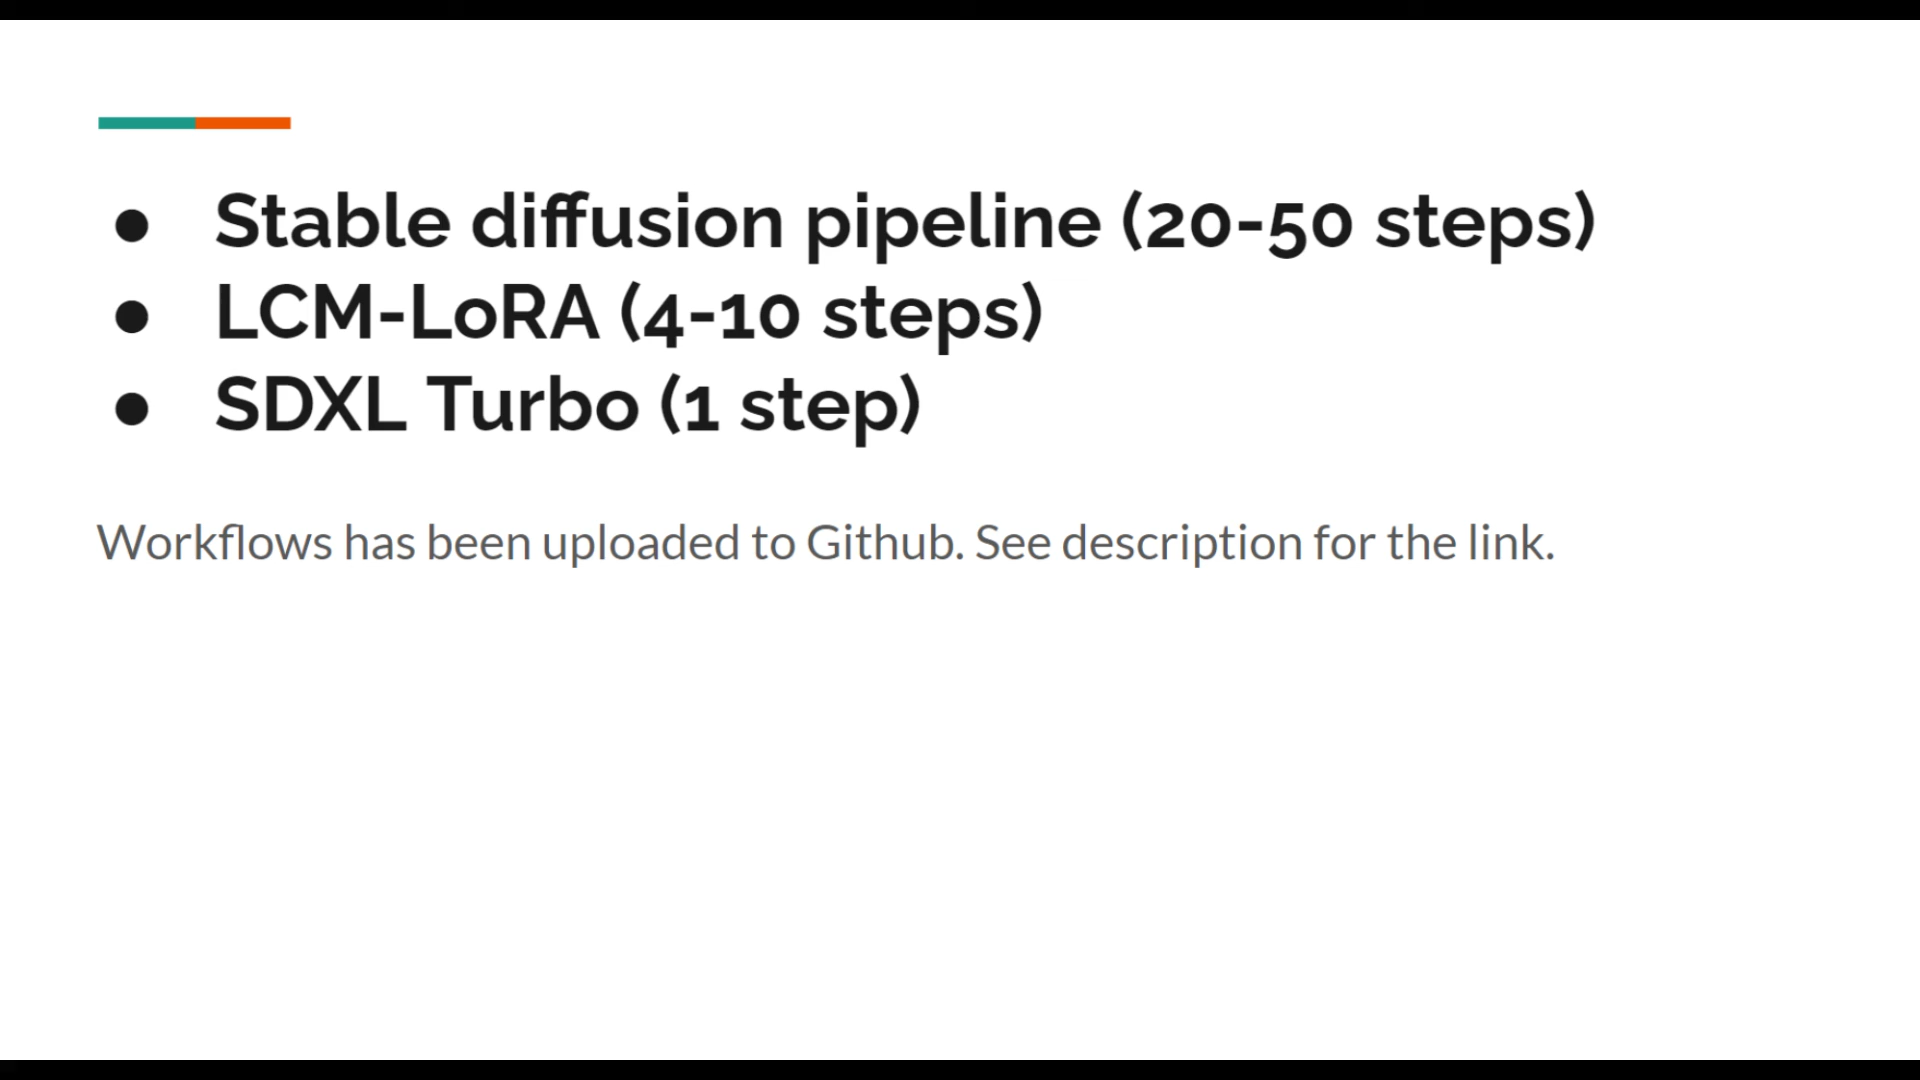 ● Stable diffusion pipeline (20-50 steps)
● LCM-LoRA (4-10 steps)
● SDXL Turbo (1 step)
Workflows has been uploaded to Github. See description for the link.